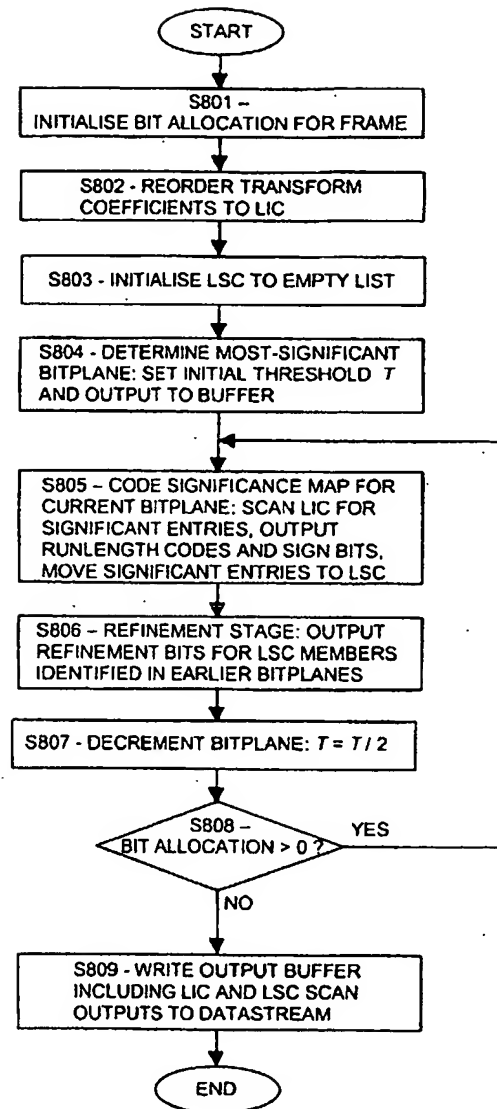 START
S801 –
INITIALISE BIT ALLOCATION FOR FRAME
S802 - REORDER TRANSFORM
COEFFICIENTS TO LIC
S803 - INITIALISE LSC TO EMPTY LIST
S804 - DETERMINE MOST-SIGNIFICANT
BITPLANE: SET INITIAL THRESHOLD T
AND OUTPUT TO BUFFER
S805 – CODE SIGNIFICANCE MAP FOR
CURRENT BITPLANE: SCAN LIC FOR
SIGNIFICANT ENTRIES, OUTPUT
RUNLENGTH CODES AND SIGN BITS,
MOVE SIGNIFICANT ENTRIES TO LSC
S806 – REFINEMENT STAGE: OUTPUT
REFINEMENT BITS FOR LSC MEMBERS
IDENTIFIED IN EARLIER BITPLANES
S807 - DECREMENT BITPLANE: T = T / 2
S808 –
BIT ALLOCATION > 0 ?
YES
NO
S809 - WRITE OUTPUT BUFFER
INCLUDING LIC AND LSC SCAN
OUTPUTS TO DATASTREAM
END